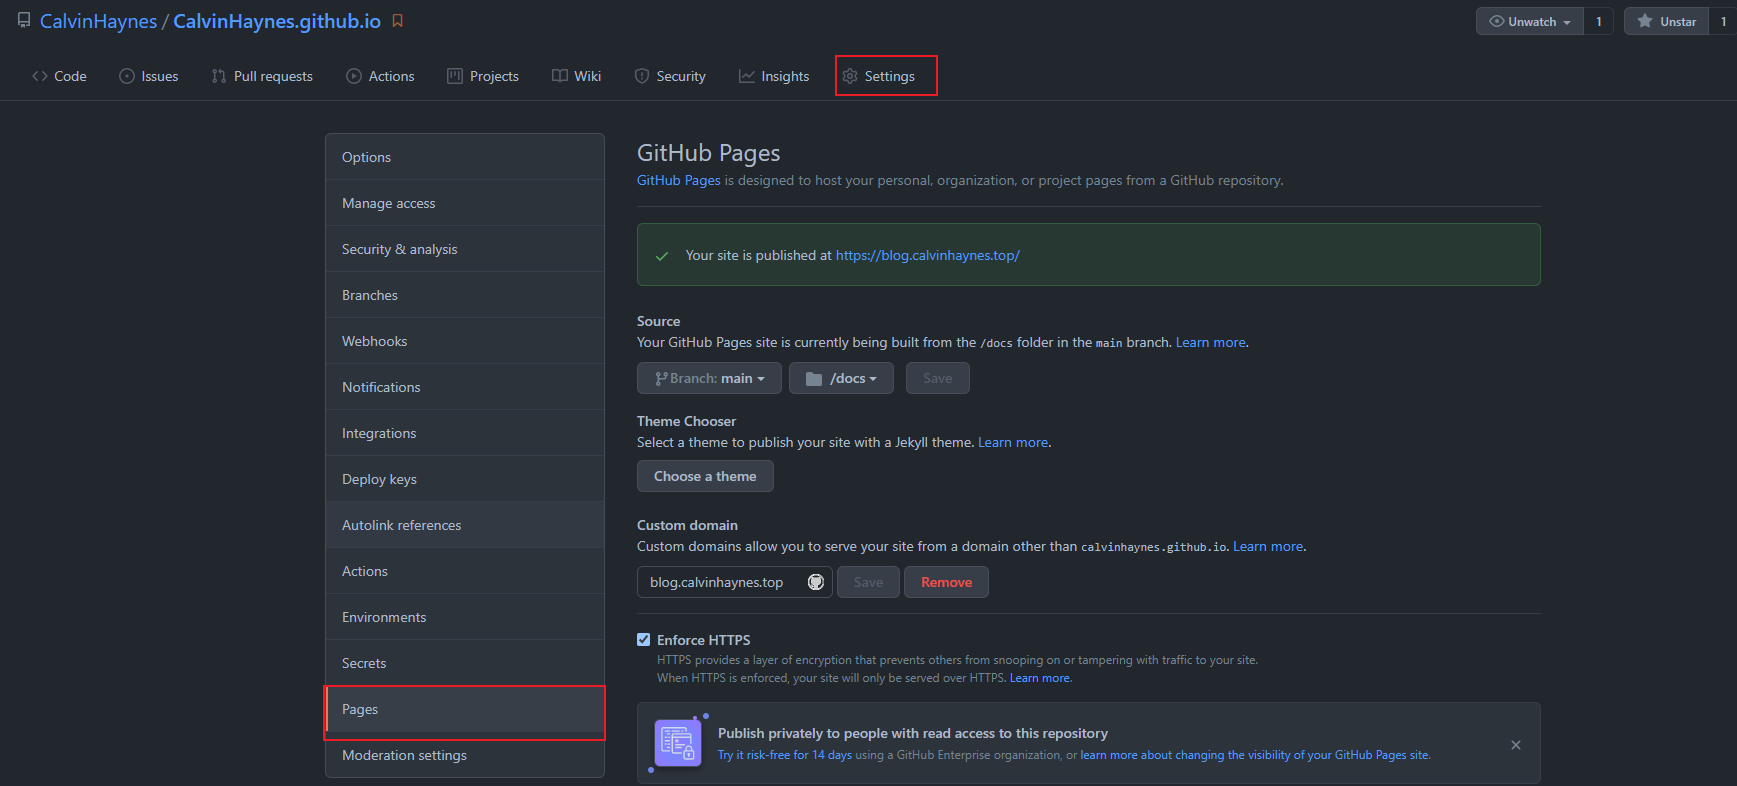 CalvinHaynes / CalvinHaynes.github.io
Unwatch 1 Unstar 1
Code Issues Pull requests Actions Projects Wiki Security Insights Settings
Options
Manage access
Security & analysis
Branches
Webhooks
Notifications
Integrations
Deploy keys
Autolink references
Actions
Environments
Secrets
Pages
Moderation settings
GitHub Pages
GitHub Pages is designed to host your personal, organization, or project pages from a GitHub repository.
Your site is published at https://blog.calvinhaynes.top/
Source
Your GitHub Pages site is currently being built from the /docs folder in the main branch. Learn more.
Branch: main /docs Save
Theme Chooser
Select a theme to publish your site with a Jekyll theme. Learn more.
Choose a theme
Custom domain
Custom domains allow you to serve your site from a domain other than calvinhaynes.github.io. Learn more.
blog.calvinhaynes.top Save Remove
Enforce HTTPS
HTTPS provides a layer of encryption that prevents others from snooping on or tampering with traffic to your site.
When HTTPS is enforced, your site will only be served over HTTPS. Learn more.
Publish privately to people with read access to this repository
Try it risk-free for 14 days using a GitHub Enterprise organization, or learn more about changing the visibility of your GitHub Pages site.